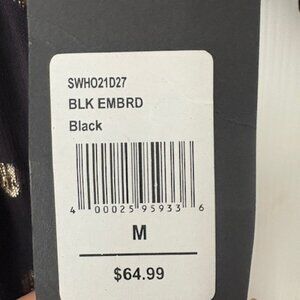 SWHO21D27
BLK EMBRD
Black
4 00025 95933 6
M
$64.99